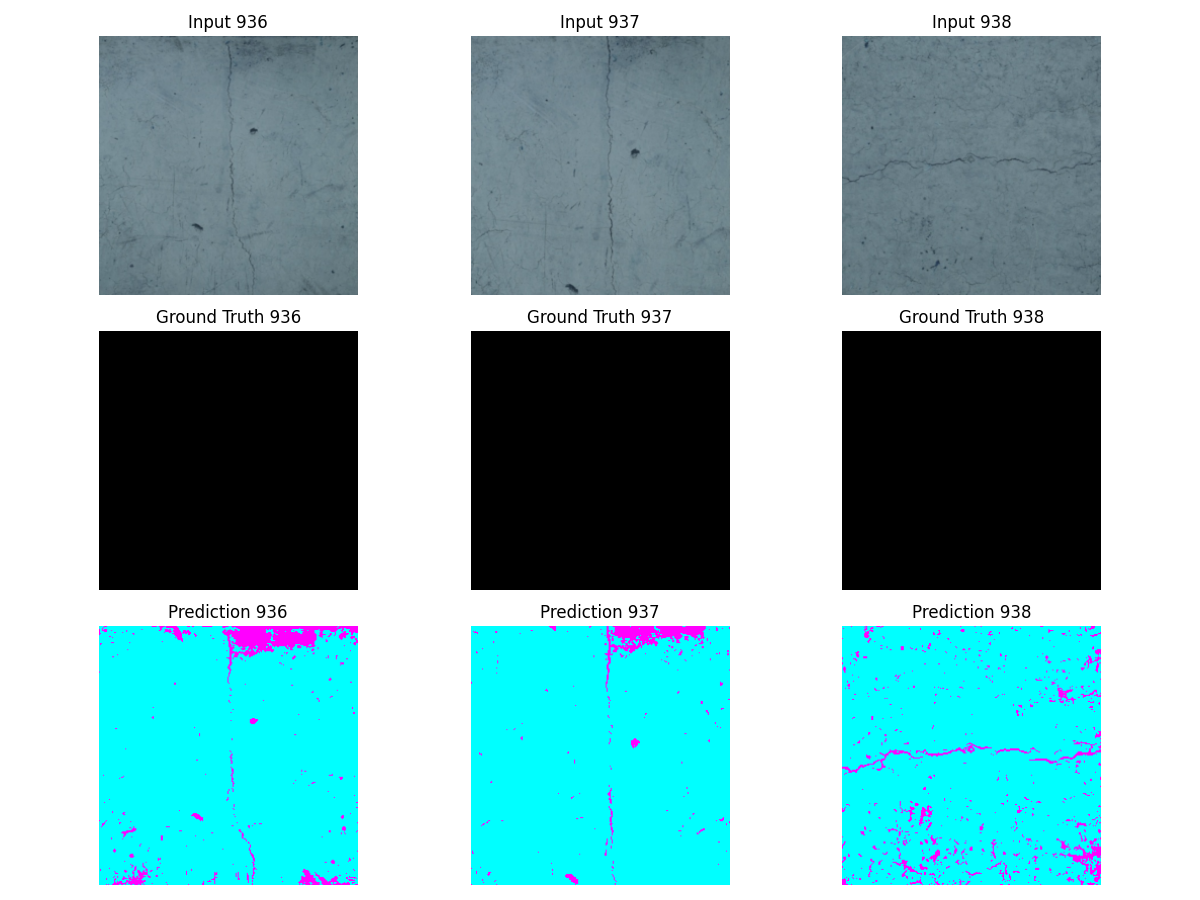 Input 936
Input 937
Input 938
Ground Truth 936
Ground Truth 937
Ground Truth 938
Prediction 936
Prediction 937
Prediction 938